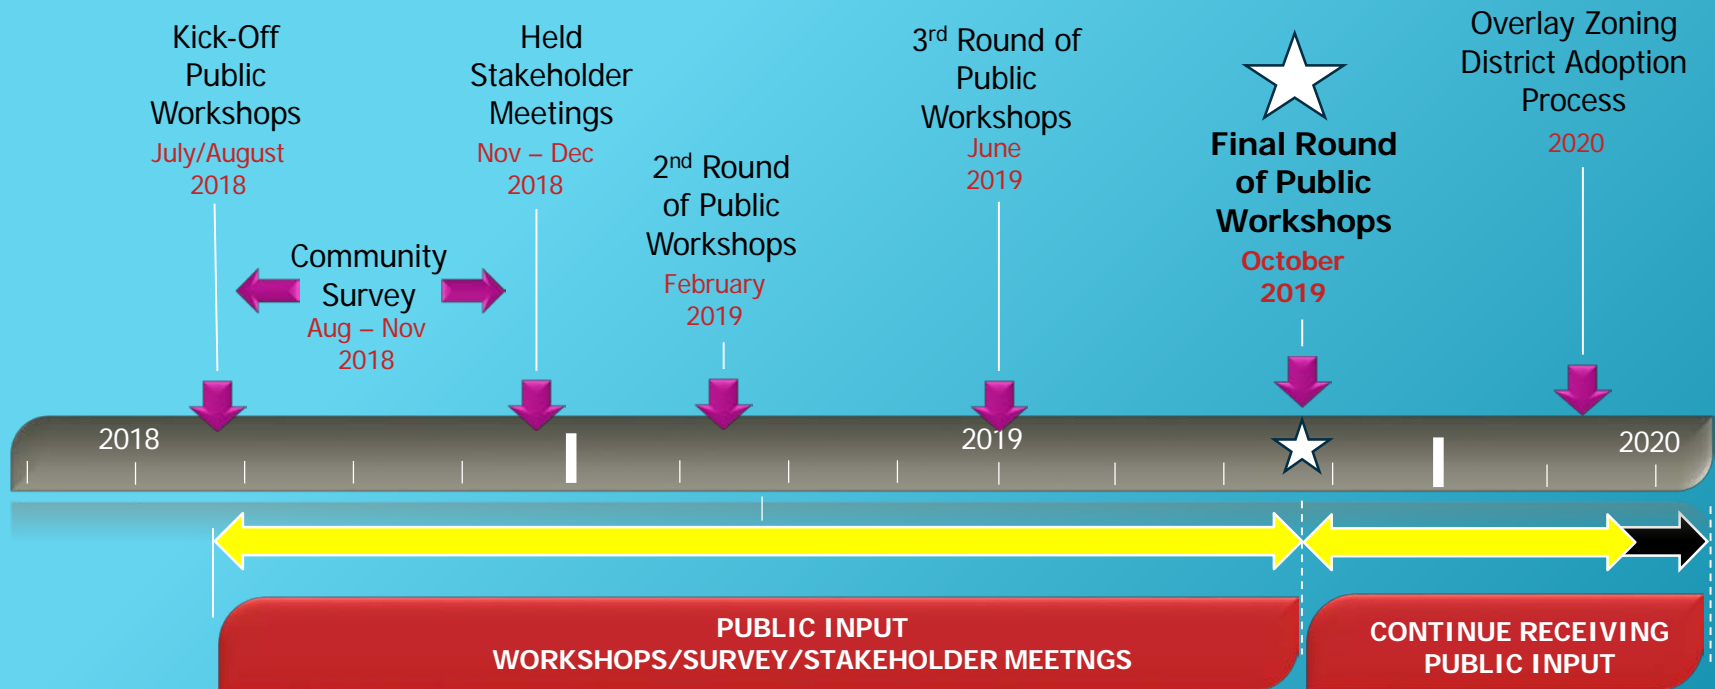 Kick-Off
Public
Workshops
July/August
2018
Community
Survey
Aug – Nov
2018
Held
Stakeholder
Meetings
Nov – Dec
2018
2nd Round
of Public
Workshops
February
2019
3rd Round of
Public
Workshops
June
2019
Final Round
of Public
Workshops
October
2019
Overlay Zoning
District Adoption
Process
2020
2018
2019
2020
PUBLIC INPUT
WORKSHOPS/SURVEY/STAKEHOLDER MEETNGS
CONTINUE RECEIVING
PUBLIC INPUT